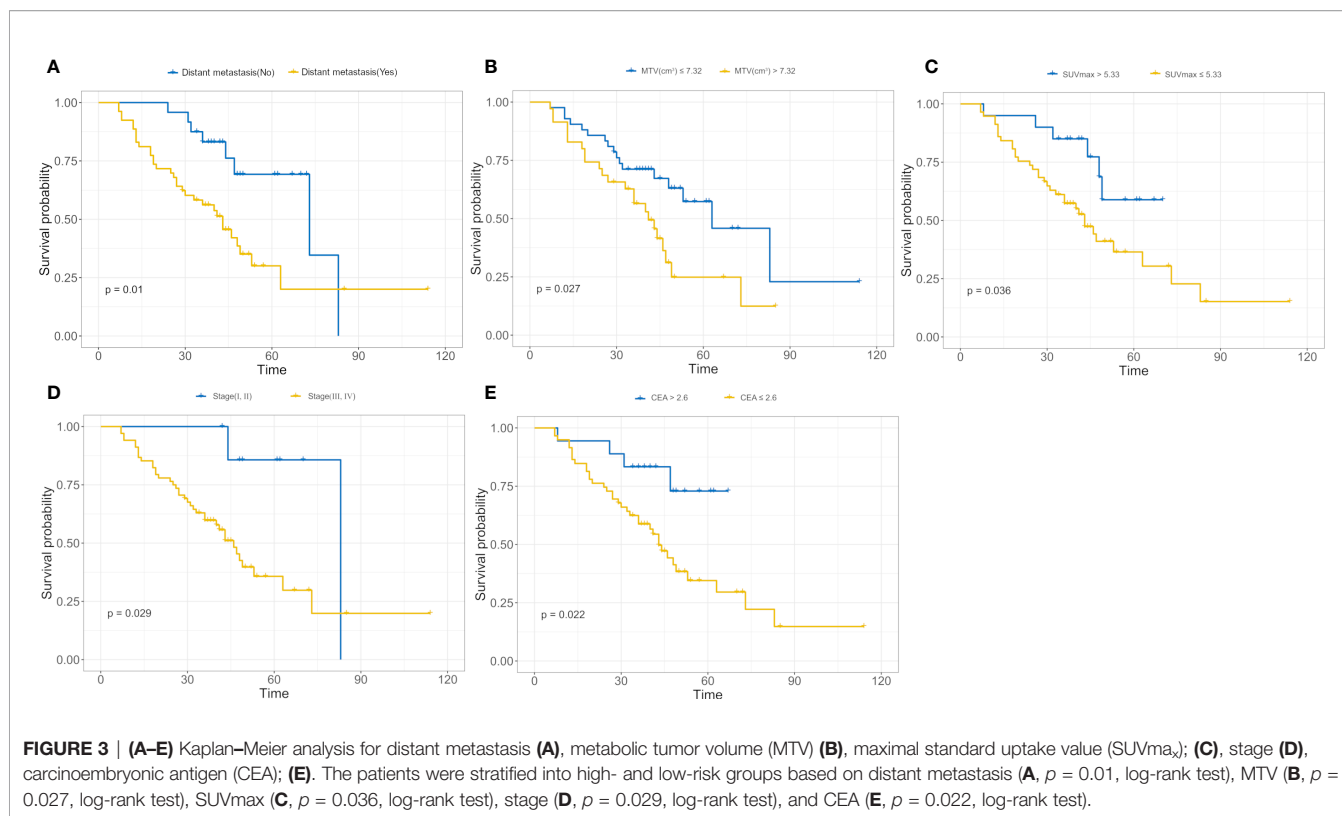 A
Distant metastasis(No) Distant metastasis(Yes)
Survival probability
1.00
0.75
0.50
0.25
0.00
p = 0.01
0 30 60 90 120
Time
B
MTV(cm³) ≤ 7.32 MTV(cm³) > 7.32
Survival probability
1.00
0.75
0.50
0.25
0.00
p = 0.027
0 30 60 90 120
Time
C
SUVmax > 5.33 SUVmax ≤ 5.33
Survival probability
1.00
0.75
0.50
0.25
0.00
p = 0.036
0 30 60 90 120
Time
D
Stage(I, II) Stage(III, IV)
Survival probability
1.00
0.75
0.50
0.25
0.00
p = 0.029
0 30 60 90 120
Time
E
CEA > 2.6 CEA ≤ 2.6
Survival probability
1.00
0.75
0.50
0.25
0.00
p = 0.022
0 30 60 90 120
Time
FIGURE 3 | (A–E) Kaplan–Meier analysis for distant metastasis (A), metabolic tumor volume (MTV) (B), maximal standard uptake value (SUVmax); (C), stage (D),
carcinoembryonic antigen (CEA); (E). The patients were stratified into high- and low-risk groups based on distant metastasis (A, p = 0.01, log-rank test), MTV (B, p =
0.027, log-rank test), SUVmax (C, p = 0.036, log-rank test), stage (D, p = 0.029, log-rank test), and CEA (E, p = 0.022, log-rank test).